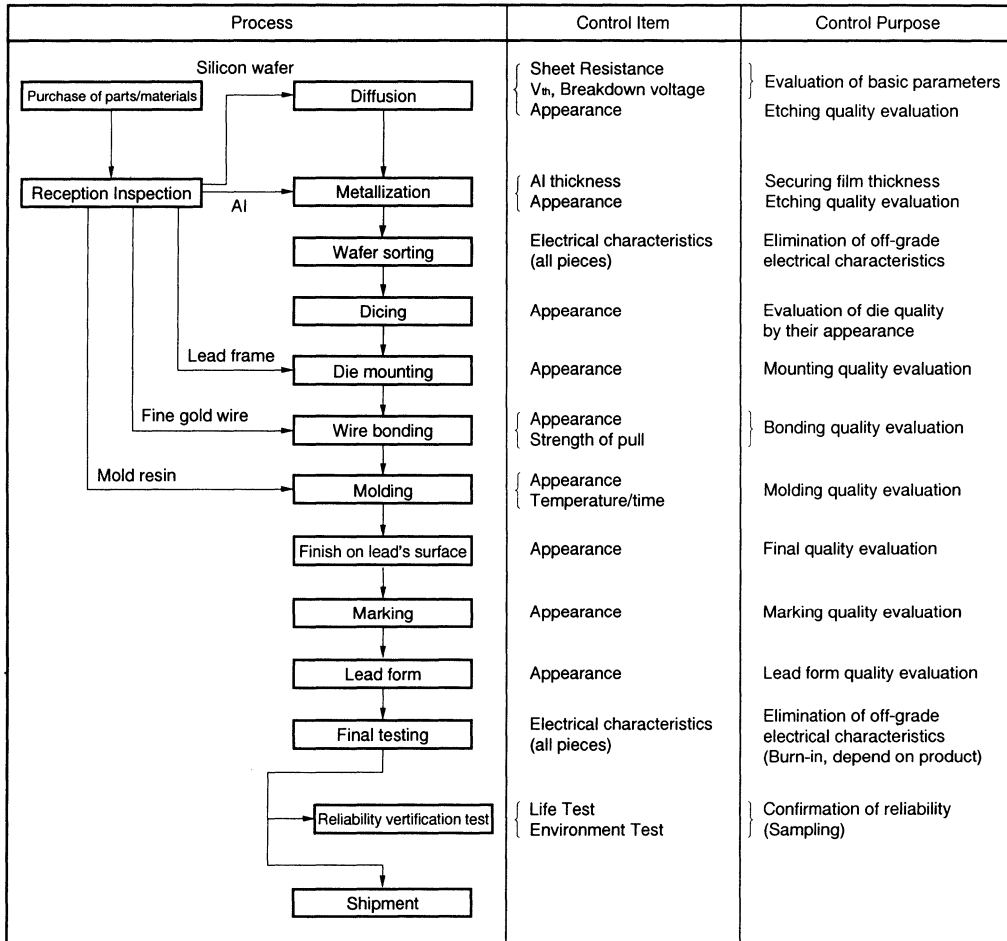 Process
Control Item
Control Purpose
Silicon wafer
Purchase of parts/materials
Diffusion
Sheet Resistance
Vth, Breakdown voltage
Appearance
Evaluation of basic parameters
Etching quality evaluation
Reception Inspection
Al
Metallization
Al thickness
Appearance
Securing film thickness
Etching quality evaluation
Wafer sorting
Electrical characteristics
(all pieces)
Elimination of off-grade
electrical characteristics
Dicing
Appearance
Evaluation of die quality
by their appearance
Lead frame
Die mounting
Appearance
Mounting quality evaluation
Fine gold wire
Wire bonding
Appearance
Strength of pull
Bonding quality evaluation
Mold resin
Molding
Appearance
Temperature/time
Molding quality evaluation
Finish on lead's surface
Appearance
Final quality evaluation
Marking
Appearance
Marking quality evaluation
Lead form
Appearance
Lead form quality evaluation
Final testing
Electrical characteristics
(all pieces)
Elimination of off-grade
electrical characteristics
(Burn-in, depend on product)
Reliability vertification test
Life Test
Environment Test
Confirmation of reliability
(Sampling)
Shipment